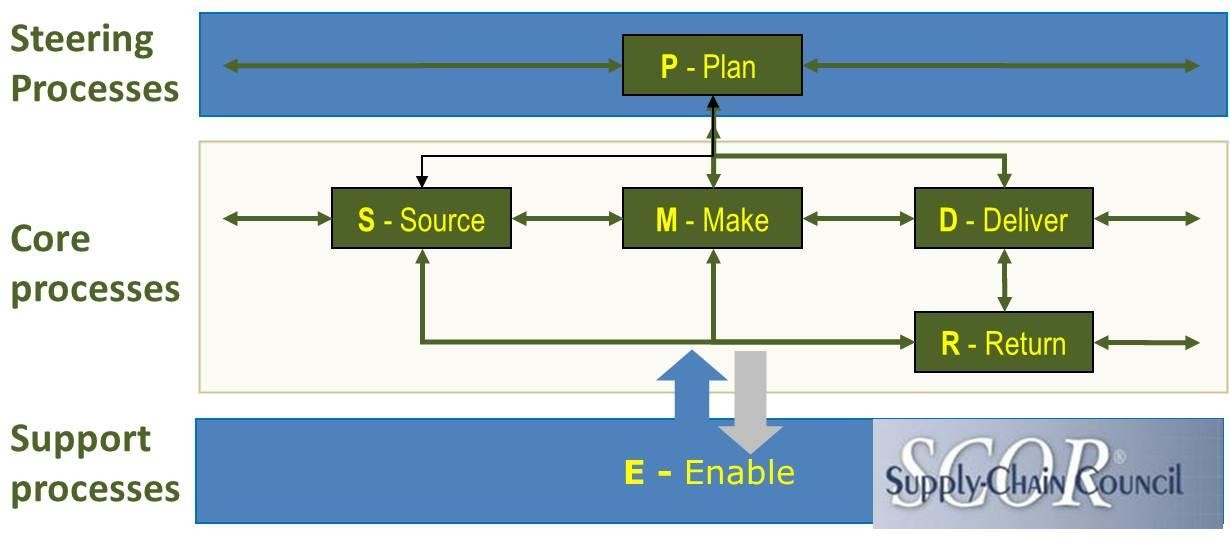 Steering
Processes
P - Plan
Core
processes
S - Source
M - Make
D - Deliver
R - Return
Support
processes
E - Enable
SCOR®
Supply-Chain Council